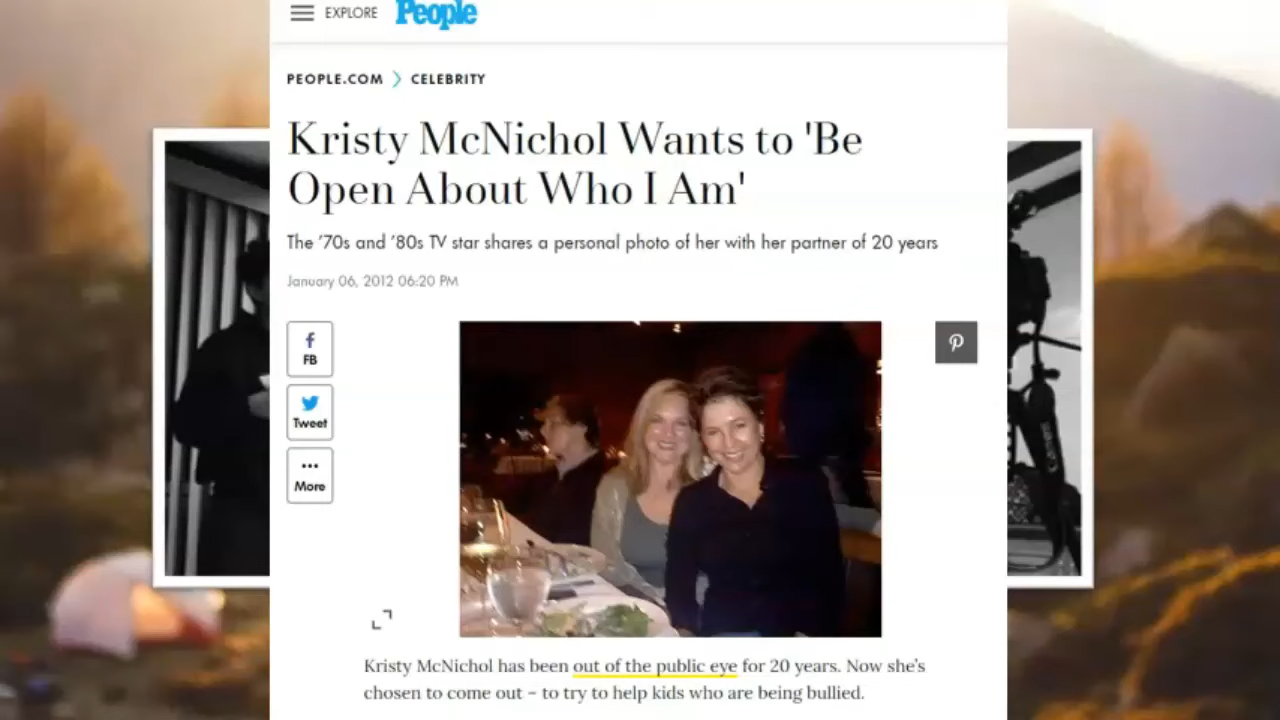 EXPLORE People
PEOPLE.COM > CELEBRITY
Kristy McNichol Wants to 'Be
Open About Who I Am'
The '70s and '80s TV star shares a personal photo of her with her partner of 20 years
January 06, 2012 06:20 PM
FB
Tweet
More
Kristy McNichol has been out of the public eye for 20 years. Now she's
chosen to come out – to try to help kids who are being bullied.